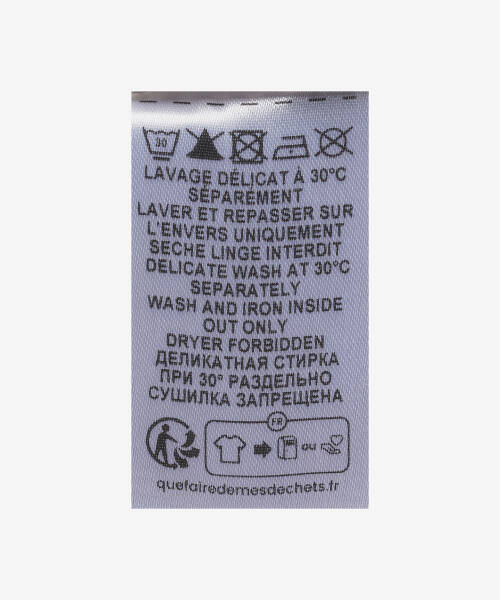 30
LAVAGE DÉLICAT À 30°C
SÉPARÉMENT
LAVER ET REPASSER SUR
L'ENVERS UNIQUEMENT
SECHE LINGE INTERDIT
DELICATE WASH AT 30°C
SEPARATELY
WASH AND IRON INSIDE
OUT ONLY
DRYER FORBIDDEN
ДЕЛИКАТНАЯ СТИРКА
ПРИ 30° РАЗДЕЛЬНО
СУШИЛКА ЗАПРЕЩЕНА
FR
ou
quefairedemesdechets.fr